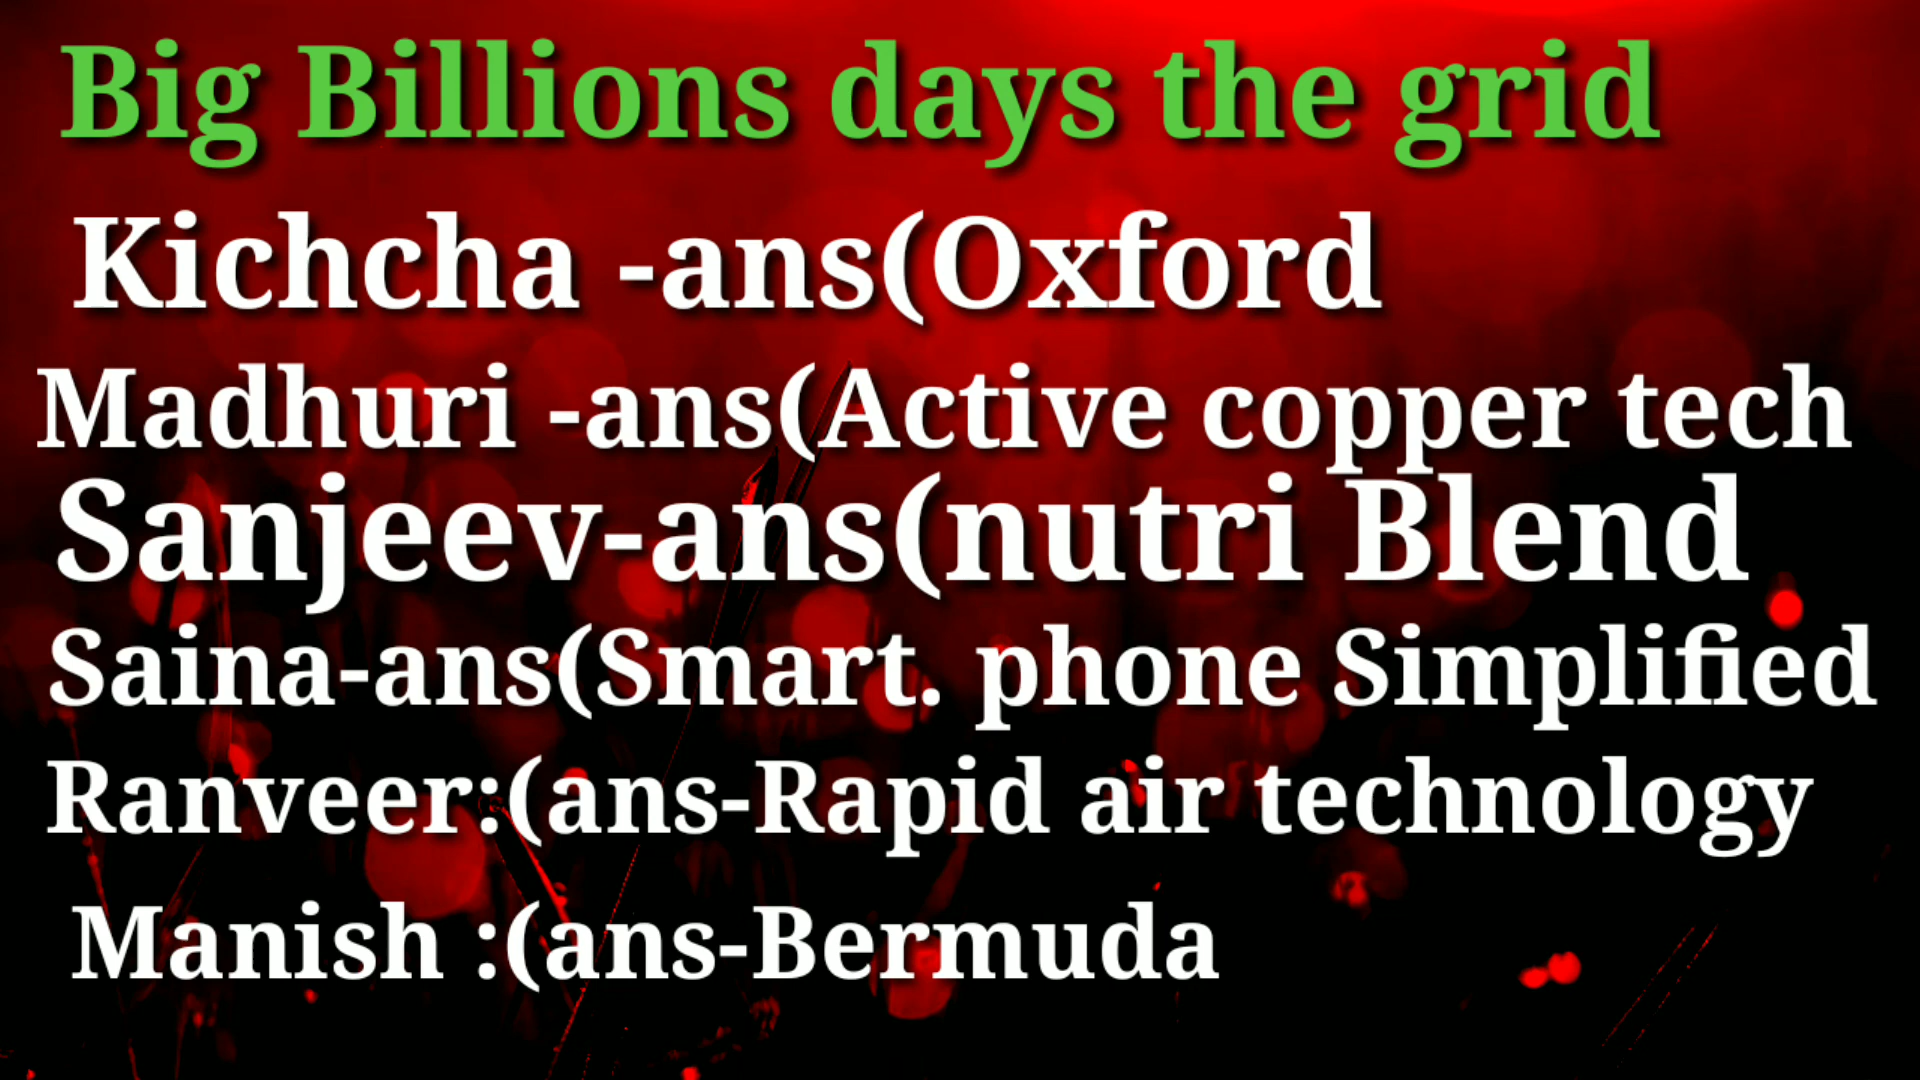 Big Billions days the grid
Kichcha -ans(Oxford
Madhuri -ans(Active copper tech
Sanjeev-ans(nutri Blend
Saina-ans(Smart. phone Simplified
Ranveer:(ans-Rapid air technology
Manish :(ans-Bermuda